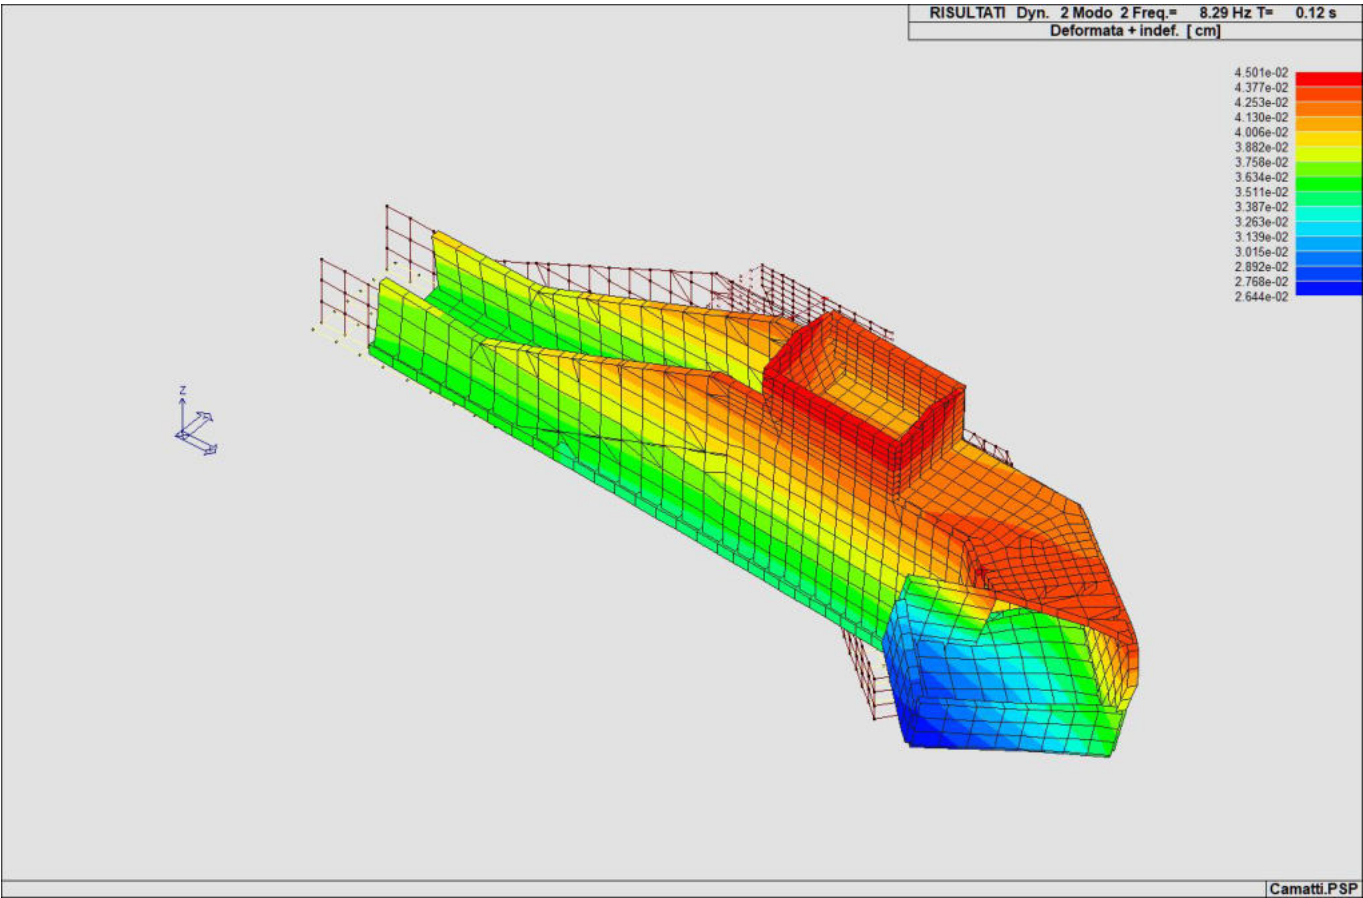 RISULTATI Dyn. 2 Modo 2 Freq.= 8.29 Hz T= 0.12 s
Deformata + indef. [ cm]
4.501e-02
4.377e-02
4.253e-02
4.130e-02
4.006e-02
3.882e-02
3.758e-02
3.634e-02
3.511e-02
3.387e-02
3.263e-02
3.139e-02
3.015e-02
2.892e-02
2.768e-02
2.644e-02
Z
Camatti.PSP